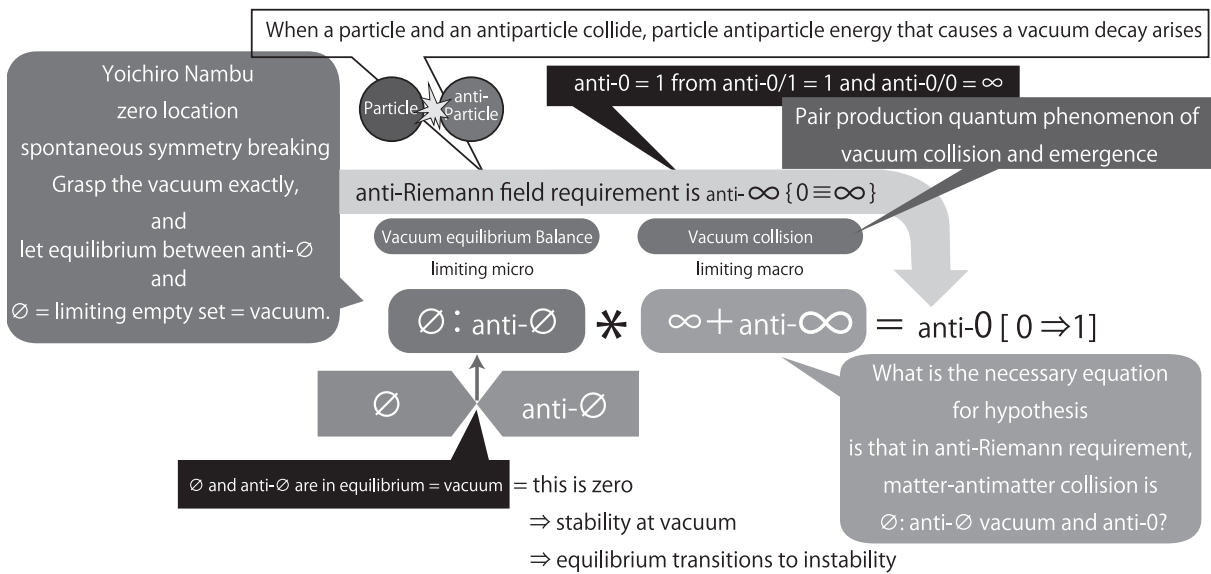 When a particle and an antiparticle collide, particle antiparticle energy that causes a vacuum decay arises
Yoichiro Nambu
zero location
spontaneous symmetry breaking
Grasp the vacuum exactly,
and
let equilibrium between anti-∅
and
∅ = limiting empty set = vacuum.
Particle
anti-
Particle
anti-0 = 1 from anti-0/1 = 1 and anti-0/0 = ∞
Pair production quantum phenomenon of
vacuum collision and emergence
anti-Riemann field requirement is anti-∞ {0≡∞}
Vacuum equilibrium Balance
Vacuum collision
limiting micro
limiting macro
∅ : anti-∅ * ∞ + anti-∞ = anti-0 [ 0 ⇒1]
∅
anti-∅
What is the necessary equation
for hypothesis
is that in anti-Riemann requirement,
matter-antimatter collision is
∅: anti-∅ vacuum and anti-0?
∅ and anti-∅ are in equilibrium = vacuum = this is zero
⇒ stability at vacuum
⇒ equilibrium transitions to instability